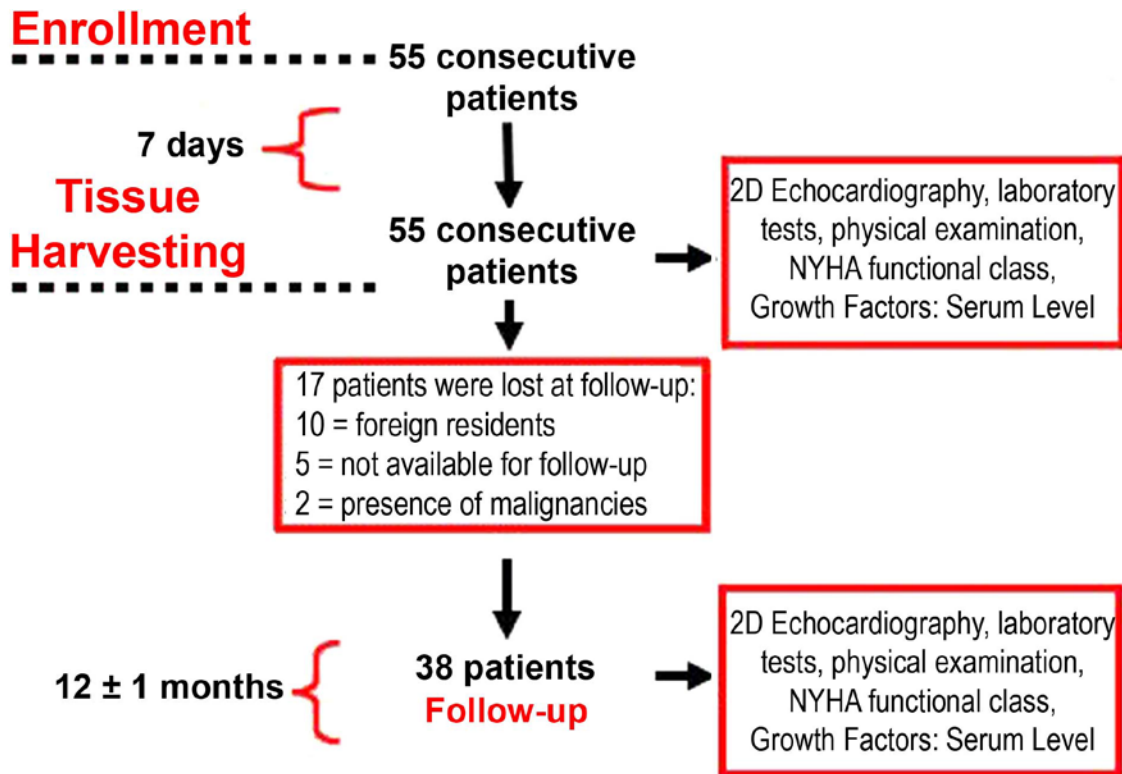 Enrollment
55 consecutive
patients
7 days
Tissue
Harvesting
55 consecutive
patients
2D Echocardiography, laboratory
tests, physical examination,
NYHA functional class,
Growth Factors: Serum Level
17 patients were lost at follow-up:
10 = foreign residents
5 = not available for follow-up
2 = presence of malignancies
12 ± 1 months
38 patients
Follow-up
2D Echocardiography, laboratory
tests, physical examination,
NYHA functional class,
Growth Factors: Serum Level